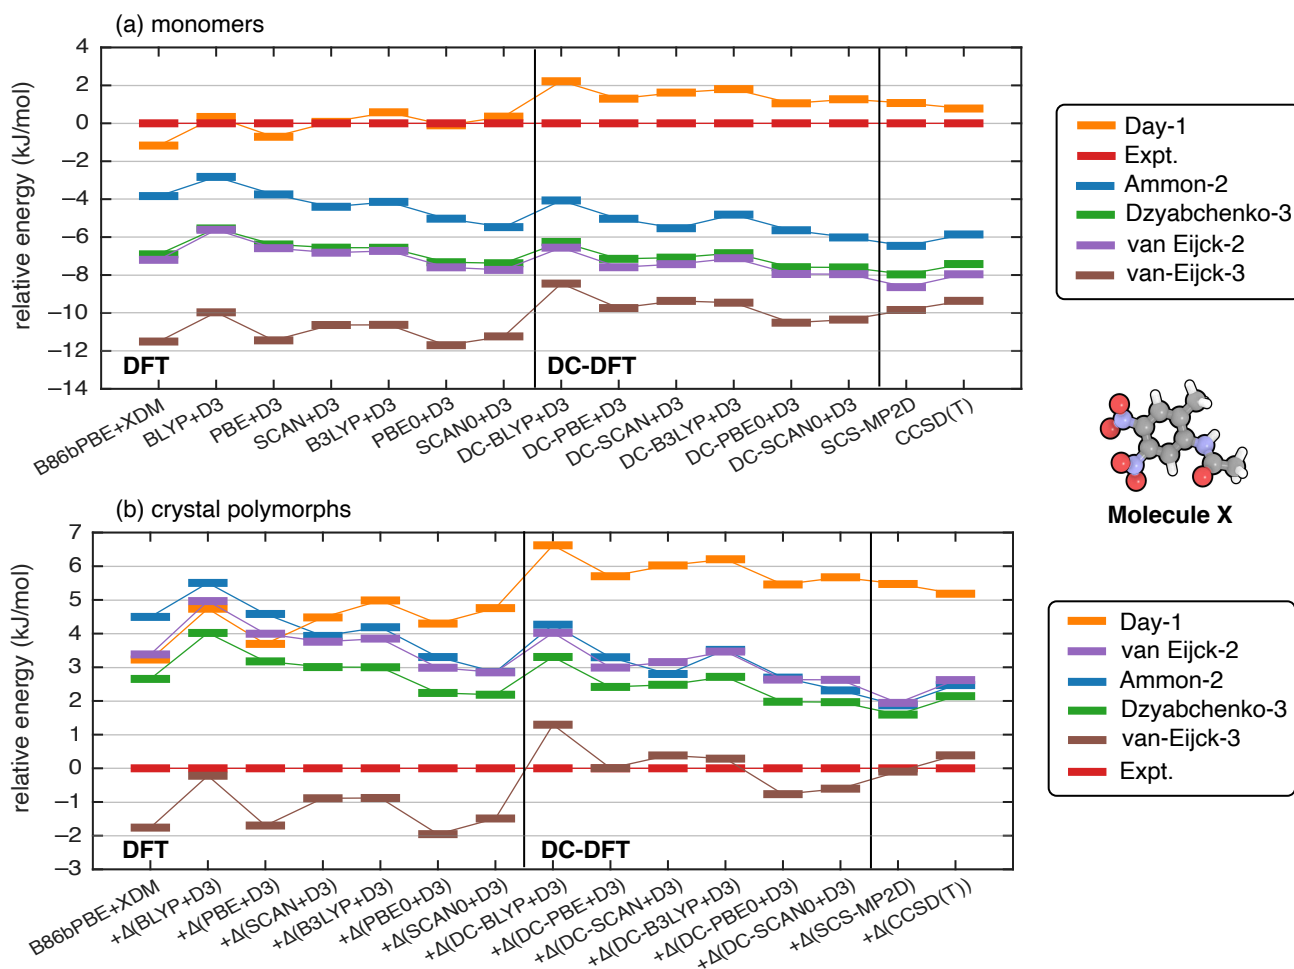 (a) monomers
relative energy (kJ/mol)
4
2
0
−2
−4
−6
−8
−10
−12
−14
DFT
DC-DFT
B86bPBE+XDM
BLYP+D3
PBE+D3
SCAN+D3
B3LYP+D3
PBE0+D3
SCAN0+D3
DC-BLYP+D3
DC-PBE+D3
DC-SCAN+D3
DC-B3LYP+D3
DC-PBE0+D3
DC-SCAN0+D3
SCS-MP2D
CCSD(T)
Day-1
Expt.
Ammon-2
Dzyabchenko-3
van Eijck-2
van-Eijck-3
Molecule X
(b) crystal polymorphs
relative energy (kJ/mol)
7
6
5
4
3
2
1
0
−1
−2
−3
DFT
DC-DFT
B86bPBE+XDM
+Δ(BLYP+D3)
+Δ(PBE+D3)
+Δ(SCAN+D3)
+Δ(B3LYP+D3)
+Δ(PBE0+D3)
+Δ(SCAN0+D3)
+Δ(DC-BLYP+D3)
+Δ(DC-PBE+D3)
+Δ(DC-SCAN+D3)
+Δ(DC-B3LYP+D3)
+Δ(DC-PBE0+D3)
+Δ(DC-SCAN0+D3)
+Δ(SCS-MP2D)
+Δ(CCSD(T))
Day-1
van Eijck-2
Ammon-2
Dzyabchenko-3
van-Eijck-3
Expt.